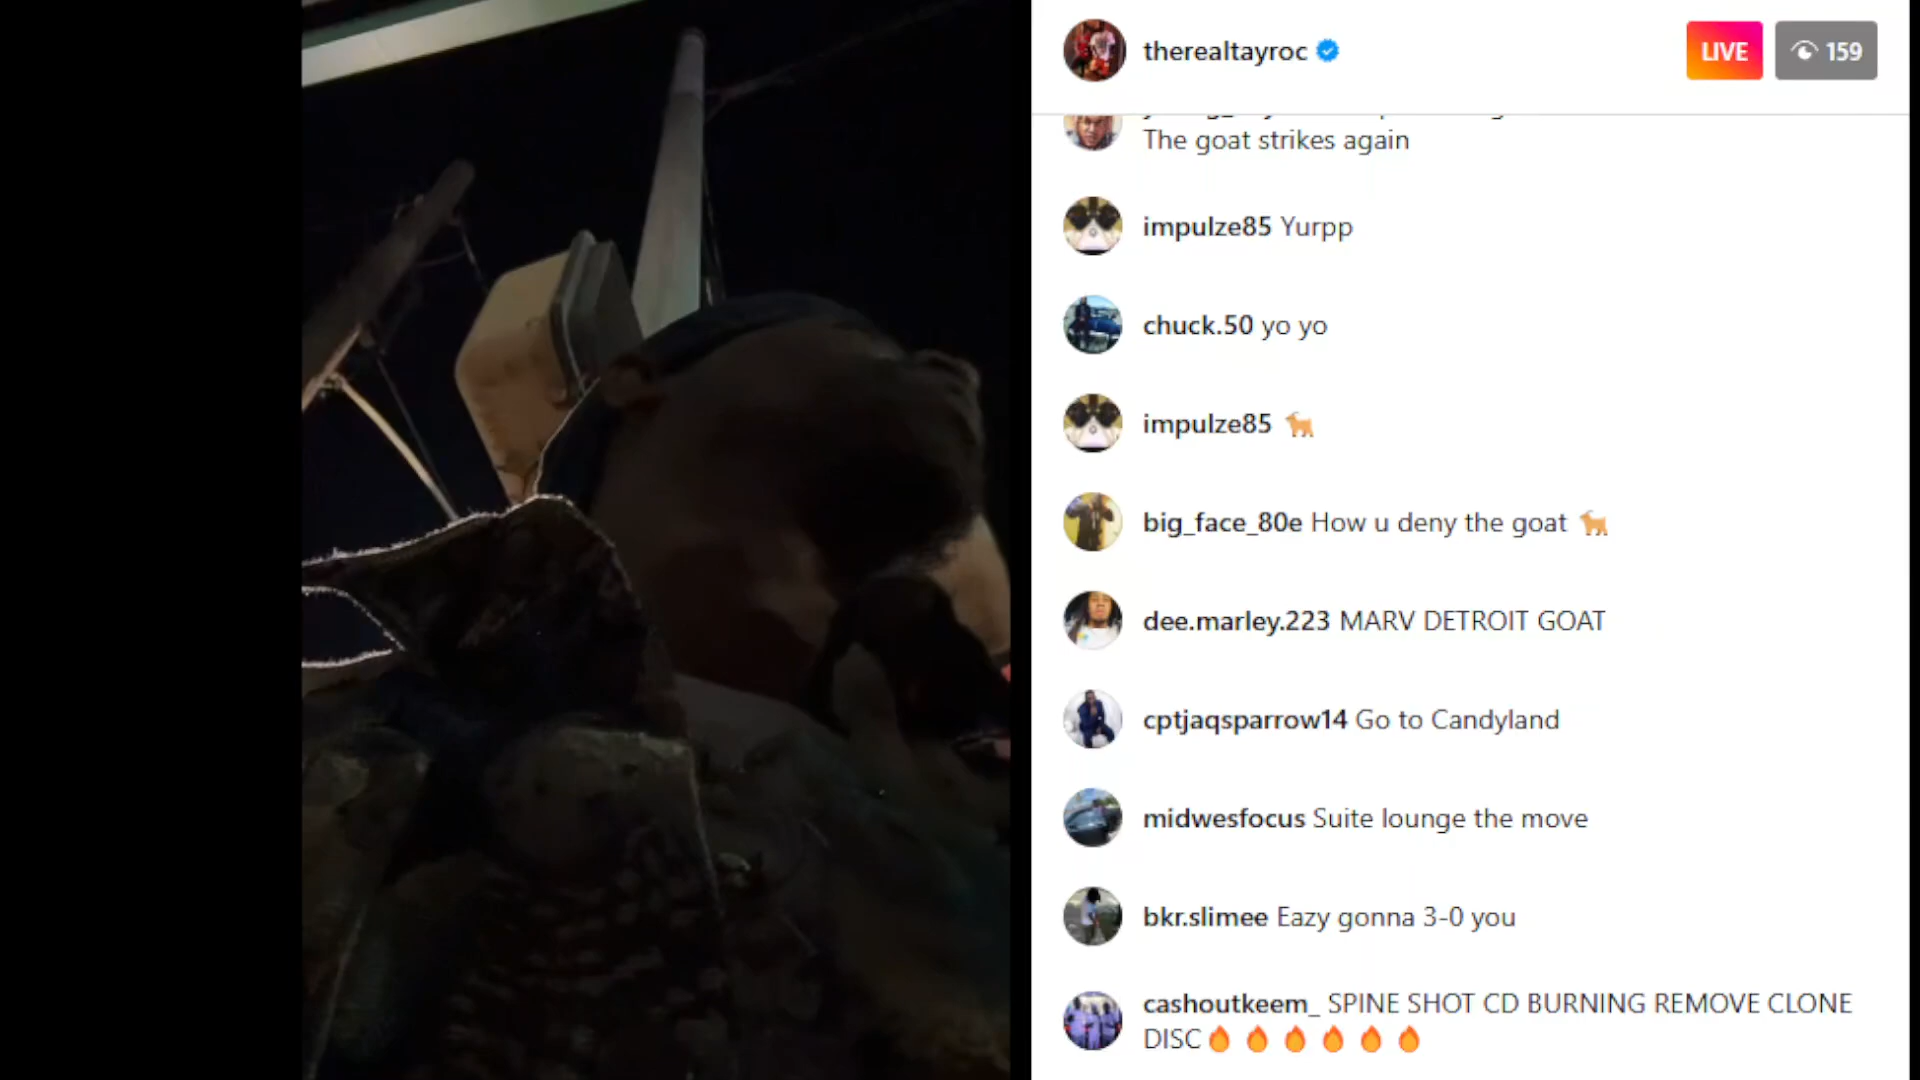 therealtayroc
LIVE
159
The goat strikes again
impulze85 Yurpp
chuck.50 yo yo
impulze85 🐐
big_face_80e How u deny the goat 🐐
dee.marley.223 MARV DETROIT GOAT
cptjaqsparrow14 Go to Candyland
midwesfocus Suite lounge the move
bkr.slimee Eazy gonna 3-0 you
cashoutkeem_ SPINE SHOT CD BURNING REMOVE CLONE
DISC🔥🔥🔥🔥🔥🔥